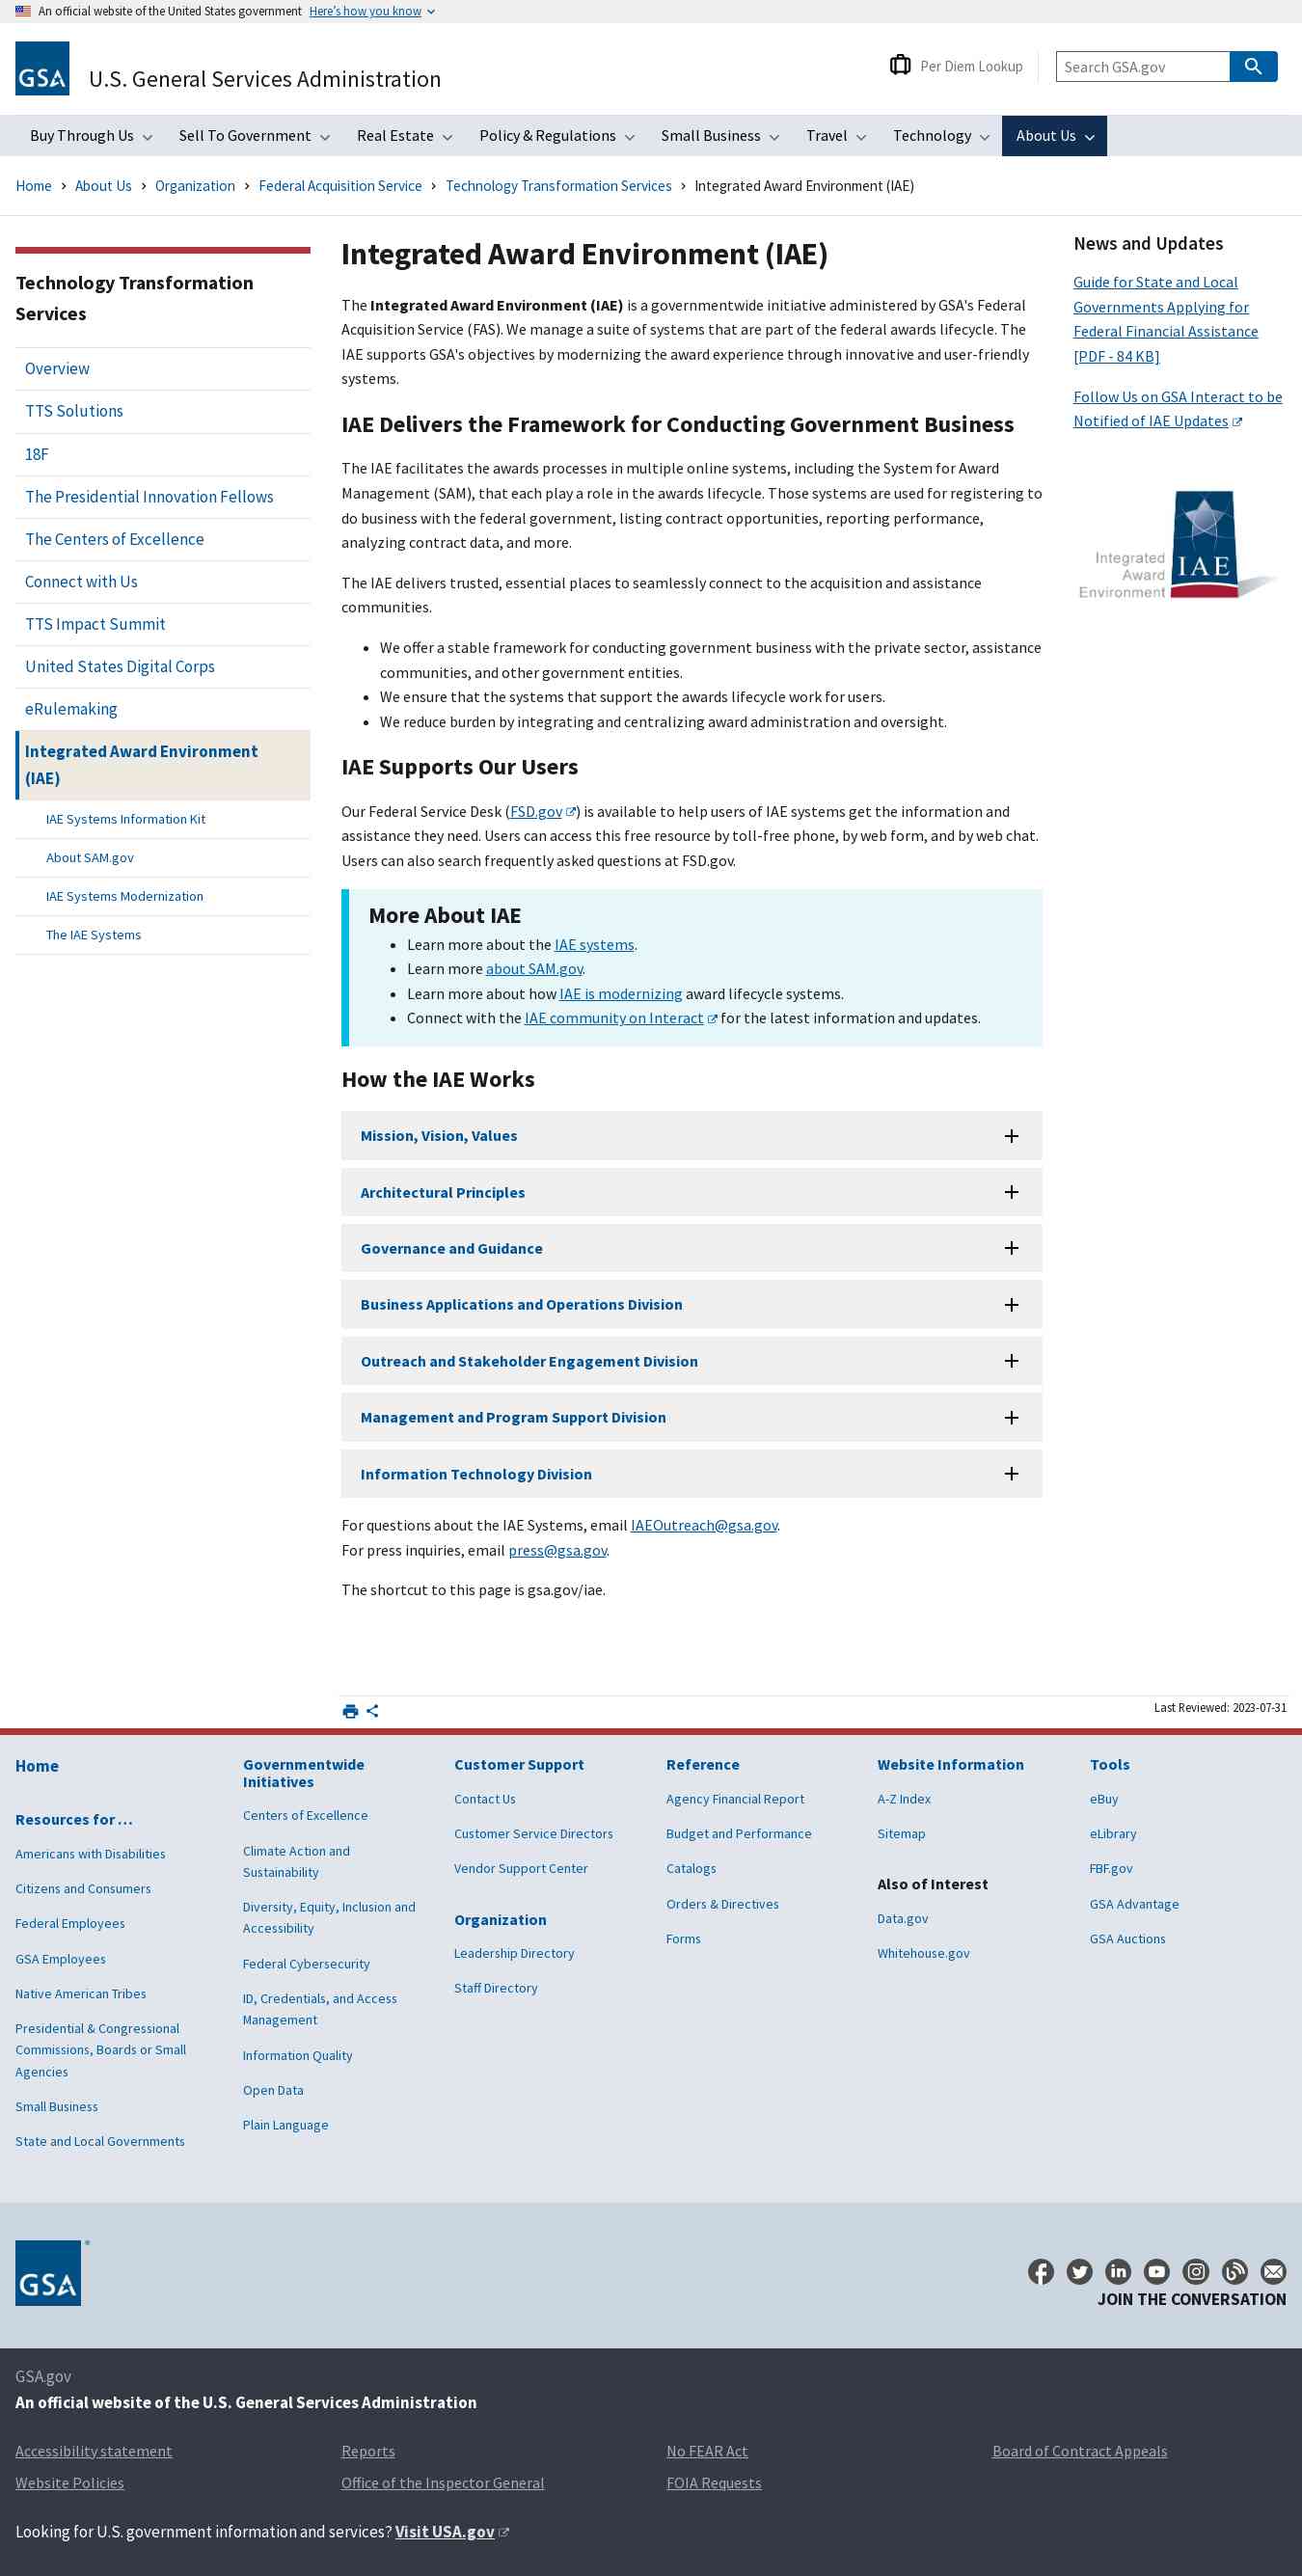 An official website of the United States government Here's how you know
GSA
U.S. General Services Administration
Per Diem Lookup
Search GSA.gov
Buy Through Us
Sell To Government
Real Estate
Policy & Regulations
Small Business
Travel
Technology
About Us
Home › About Us › Organization › Federal Acquisition Service › Technology Transformation Services › Integrated Award Environment (IAE)
Technology Transformation
Services
Overview
TTS Solutions
18F
The Presidential Innovation Fellows
The Centers of Excellence
Connect with Us
TTS Impact Summit
United States Digital Corps
eRulemaking
Integrated Award Environment
(IAE)
IAE Systems Information Kit
About SAM.gov
IAE Systems Modernization
The IAE Systems
Integrated Award Environment (IAE)
The Integrated Award Environment (IAE) is a governmentwide initiative administered by GSA's Federal
Acquisition Service (FAS). We manage a suite of systems that are part of the federal awards lifecycle. The
IAE supports GSA's objectives by modernizing the award experience through innovative and user-friendly
systems.
IAE Delivers the Framework for Conducting Government Business
The IAE facilitates the awards processes in multiple online systems, including the System for Award
Management (SAM), that each play a role in the awards lifecycle. Those systems are used for registering to
do business with the federal government, listing contract opportunities, reporting performance,
analyzing contract data, and more.
The IAE delivers trusted, essential places to seamlessly connect to the acquisition and assistance
communities.
• We offer a stable framework for conducting government business with the private sector, assistance
communities, and other government entities.
• We ensure that the systems that support the awards lifecycle work for users.
• We reduce burden by integrating and centralizing award administration and oversight.
IAE Supports Our Users
Our Federal Service Desk (FSD.gov) is available to help users of IAE systems get the information and
assistance they need. Users can access this free resource by toll-free phone, by web form, and by web chat.
Users can also search frequently asked questions at FSD.gov.
More About IAE
• Learn more about the IAE systems.
• Learn more about SAM.gov.
• Learn more about how IAE is modernizing award lifecycle systems.
• Connect with the IAE community on Interact for the latest information and updates.
How the IAE Works
Mission, Vision, Values
Architectural Principles
Governance and Guidance
Business Applications and Operations Division
Outreach and Stakeholder Engagement Division
Management and Program Support Division
Information Technology Division
For questions about the IAE Systems, email IAEOutreach@gsa.gov.
For press inquiries, email press@gsa.gov.
The shortcut to this page is gsa.gov/iae.
News and Updates
Guide for State and Local
Governments Applying for
Federal Financial Assistance
[PDF - 84 KB]
Follow Us on GSA Interact to be
Notified of IAE Updates
Integrated
Award
Environment
IAE
Last Reviewed: 2023-07-31
Home
Resources for …
Americans with Disabilities
Citizens and Consumers
Federal Employees
GSA Employees
Native American Tribes
Presidential & Congressional
Commissions, Boards or Small
Agencies
Small Business
State and Local Governments
Governmentwide
Initiatives
Centers of Excellence
Climate Action and
Sustainability
Diversity, Equity, Inclusion and
Accessibility
Federal Cybersecurity
ID, Credentials, and Access
Management
Information Quality
Open Data
Plain Language
Customer Support
Contact Us
Customer Service Directors
Vendor Support Center
Organization
Leadership Directory
Staff Directory
Reference
Agency Financial Report
Budget and Performance
Catalogs
Orders & Directives
Forms
Website Information
A-Z Index
Sitemap
Also of Interest
Data.gov
Whitehouse.gov
Tools
eBuy
eLibrary
FBF.gov
GSA Advantage
GSA Auctions
GSA
JOIN THE CONVERSATION
GSA.gov
An official website of the U.S. General Services Administration
Accessibility statement
Reports
No FEAR Act
Board of Contract Appeals
Website Policies
Office of the Inspector General
FOIA Requests
Looking for U.S. government information and services? Visit USA.gov